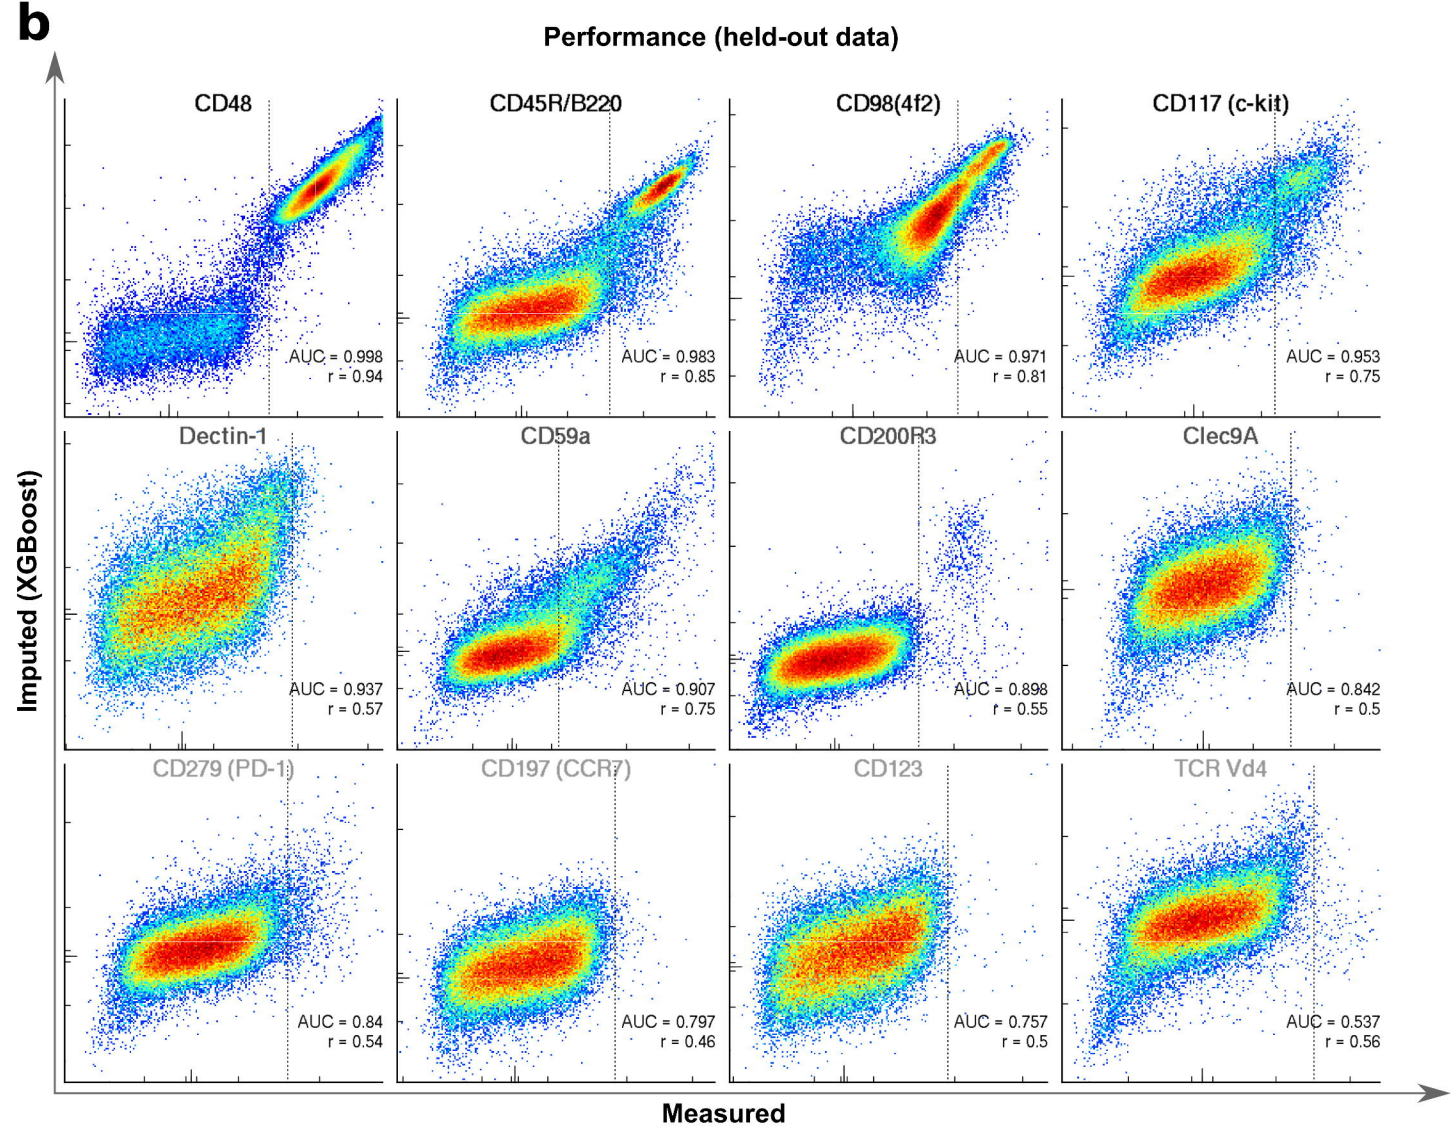 b
Performance (held-out data)
CD48
AUC = 0.998
r = 0.94
CD45R/B220
AUC = 0.983
r = 0.85
CD98(4f2)
AUC = 0.971
r = 0.81
CD117 (c-kit)
AUC = 0.953
r = 0.75
Dectin-1
AUC = 0.937
r = 0.57
CD59a
AUC = 0.907
r = 0.75
CD200R3
AUC = 0.898
r = 0.55
Clec9A
AUC = 0.842
r = 0.5
CD279 (PD-1)
AUC = 0.84
r = 0.54
CD197 (CCR7)
AUC = 0.797
r = 0.46
CD123
AUC = 0.757
r = 0.5
TCR Vd4
AUC = 0.537
r = 0.56
Imputed (XGBoost)
Measured